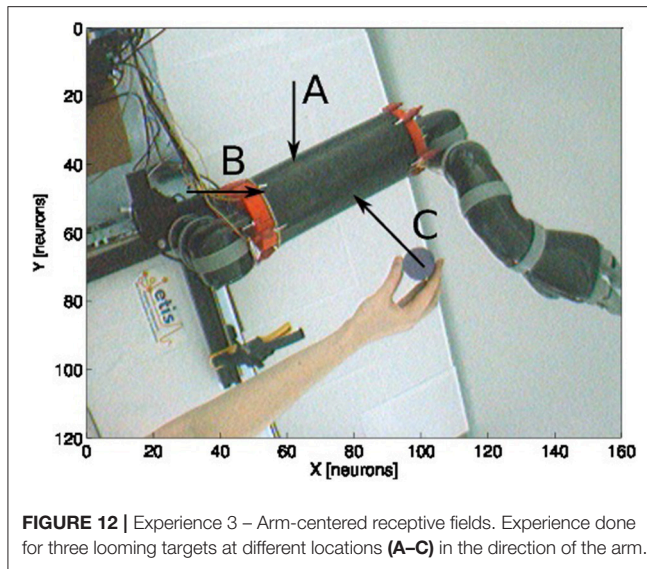 0
20
40
60
80
100
120
Y [neurons]
A
B
C
etis
0 20 40 60 80 100 120 140 160
X [neurons]
FIGURE 12 | Experience 3 – Arm-centered receptive fields. Experience done
for three looming targets at different locations (A–C) in the direction of the arm.